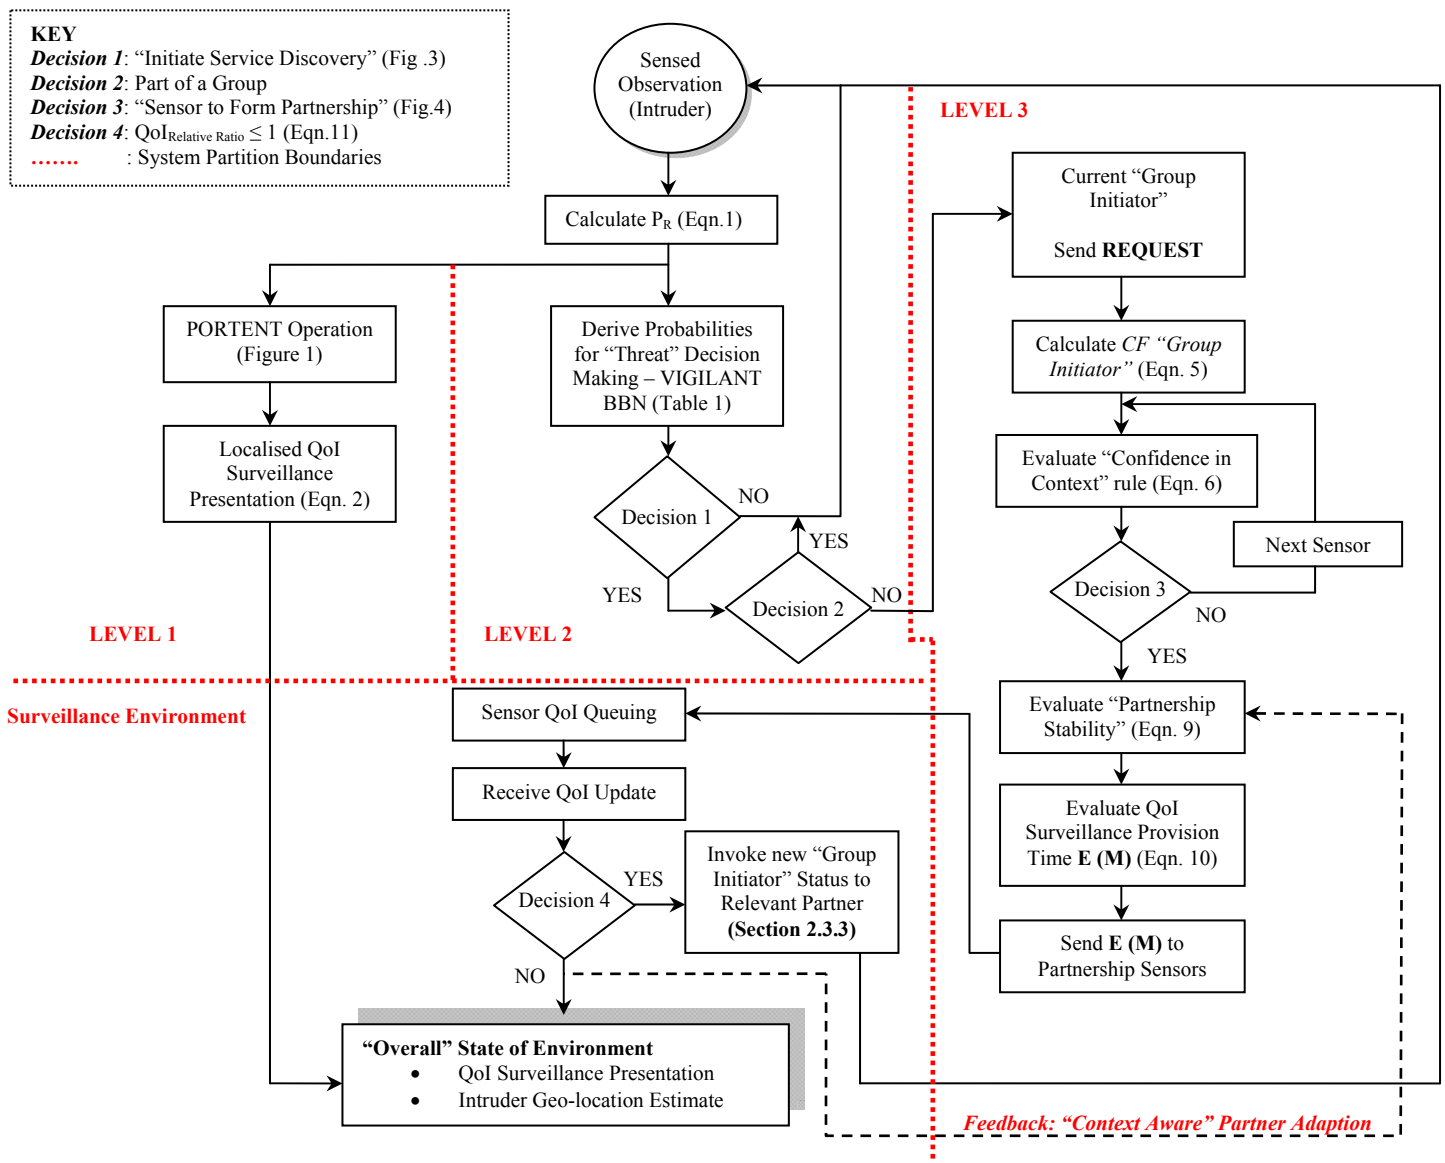 KEY
Decision 1: “Initiate Service Discovery” (Fig .3)
Decision 2: Part of a Group
Decision 3: “Sensor to Form Partnership” (Fig.4)
Decision 4: QoIRelative Ratio ≤ 1 (Eqn.11)
……. : System Partition Boundaries
Sensed
Observation
(Intruder)
LEVEL 3
Calculate PR (Eqn.1)
Current “Group
Initiator”
Send REQUEST
PORTENT Operation
(Figure 1)
Derive Probabilities
for “Threat” Decision
Making – VIGILANT
BBN (Table 1)
Calculate CF “Group
Initiator” (Eqn. 5)
Localised QoI
Surveillance
Presentation (Eqn. 2)
Evaluate “Confidence in
Context” rule (Eqn. 6)
Decision 1
NO
YES
YES
Decision 2
NO
Next Sensor
Decision 3
NO
YES
LEVEL 1
LEVEL 2
Surveillance Environment
Sensor QoI Queuing
Evaluate “Partnership
Stability” (Eqn. 9)
Receive QoI Update
Evaluate QoI
Surveillance Provision
Time E (M) (Eqn. 10)
Decision 4
YES
NO
Invoke new “Group
Initiator” Status to
Relevant Partner
(Section 2.3.3)
Send E (M) to
Partnership Sensors
“Overall” State of Environment
• QoI Surveillance Presentation
• Intruder Geo-location Estimate
Feedback: “Context Aware” Partner Adaption